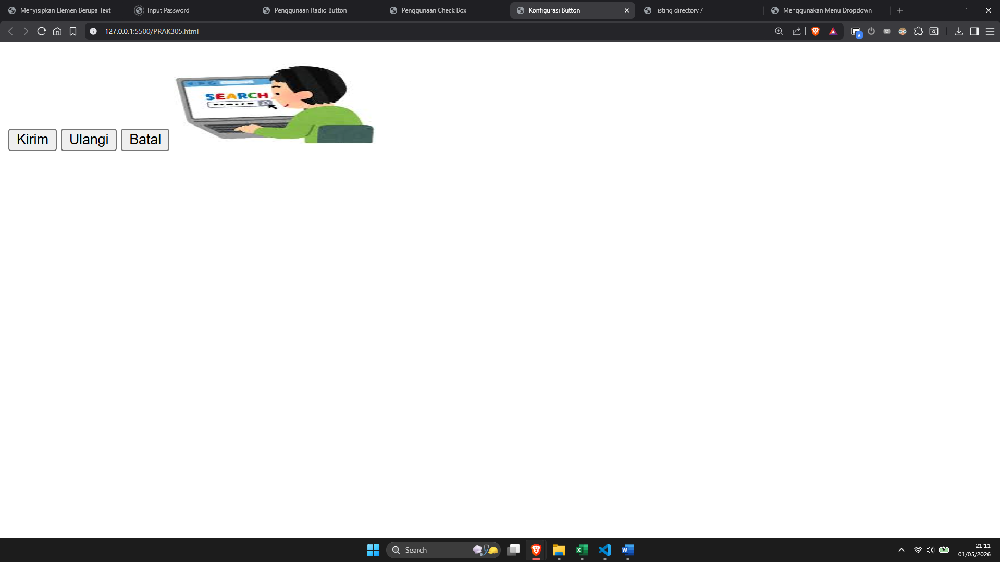 Menyisipkan Elemen Berupa Text
Input Password
Penggunaan Radio Button
Penggunaan Check Box
Konfigurasi Button
listing directory /
Menggunakan Menu Dropdown
127.0.0.1:5500/PRAK305.html
SEARCH
Kirim
Ulangi
Batal
Search
21:11
01/05/2026